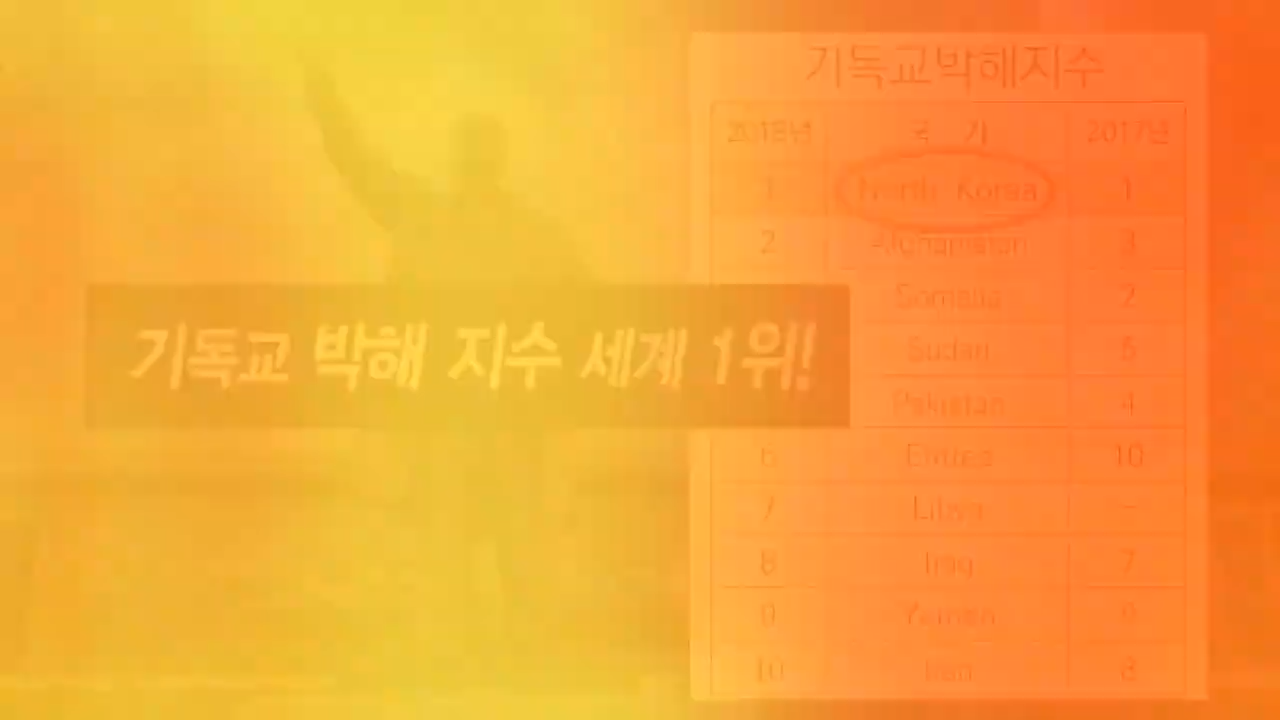 기독교박해지수
2018년 국 가 2017년
1 North Korea 1
2 Afghanistan 3
Somalia 2
기독교 박해 지수 세계 1위!
Sudan 5
Pakistan 4
6 Eritrea 10
7 Libya -
8 Iraq 7
9 Yemen 9
10 Iran 8